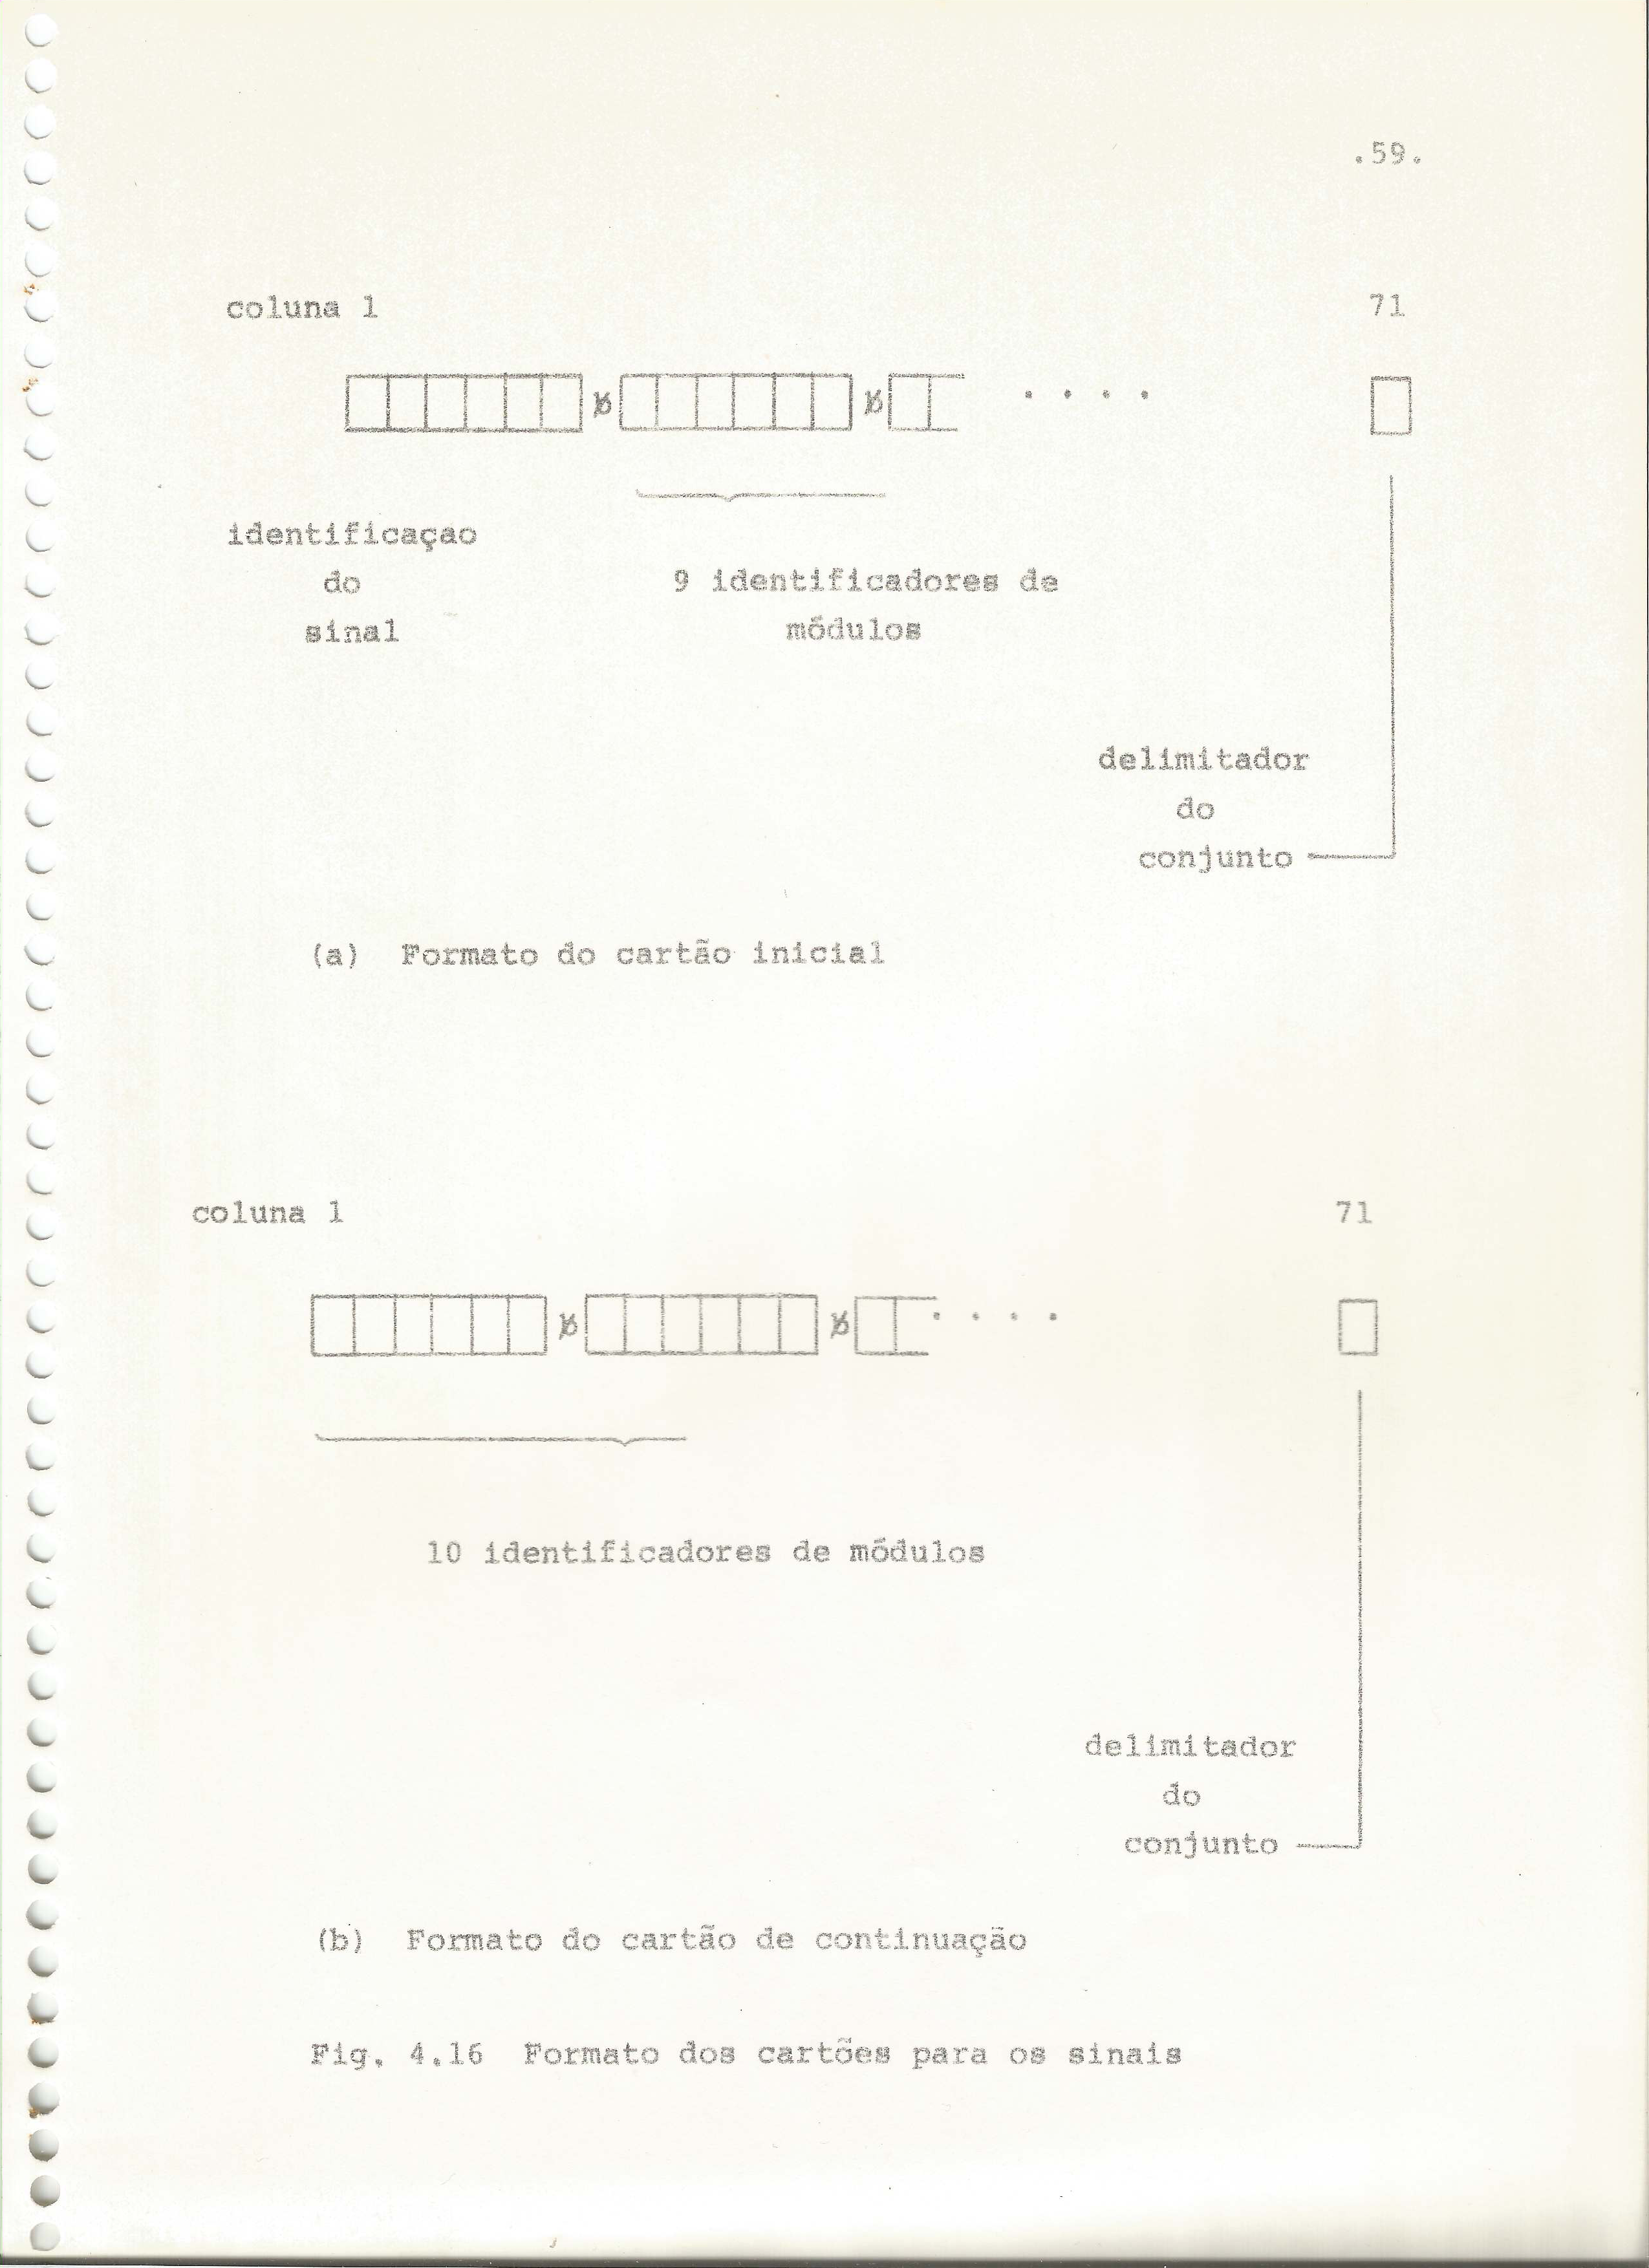 .59.
coluna 1 71
ƀ ƀ . . . .
identificaçao
do
sinal
9 identificadores de
módulos
delimitador
do
conjunto
(a) Formato do cartão inicial
coluna 1 71
ƀ ƀ . . . .
10 identificadores de módulos
delimitador
do
conjunto
(b) Formato do cartão de continuação
Fig. 4.16 Formato dos cartões para os sinais